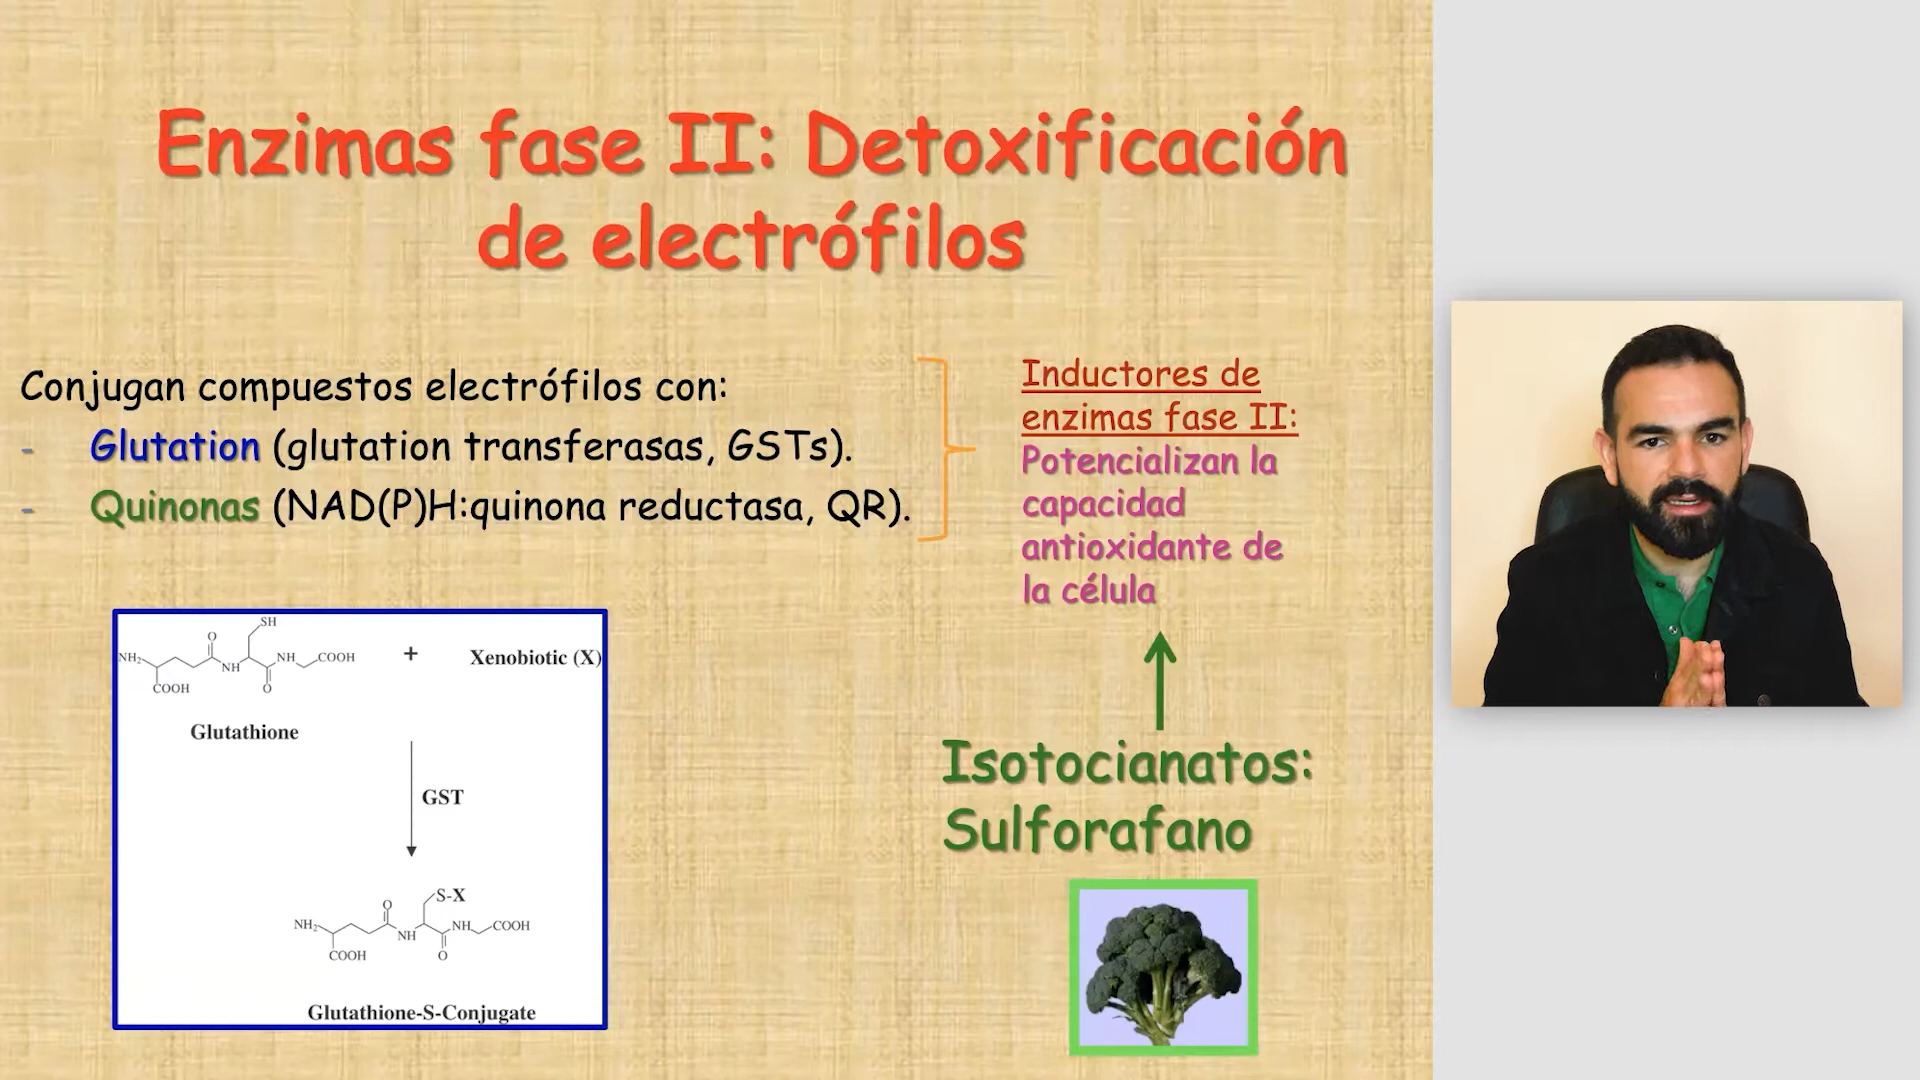 Enzimas fase II: Detoxificación
de electrófilos
Conjugan compuestos electrófilos con:
- Glutation (glutation transferasas, GSTs).
- Quinonas (NAD(P)H:quinona reductasa, QR).
Inductores de
enzimas fase II:
Potencializan la
capacidad
antioxidante de
la célula
Isotocianatos:
Sulforafano
SH
O
NH2
NH
NH
COOH
COOH
O
+
Xenobiotic (X)
Glutathione
GST
S-X
O
NH2
NH
NH
COOH
COOH
O
Glutathione-S-Conjugate